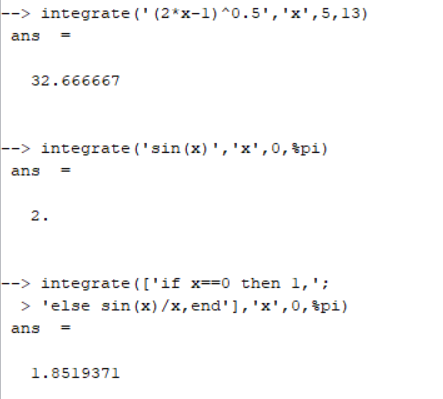 --> integrate('(2*x-1)^0.5','x',5,13)
ans  =
32.666667
--> integrate('sin(x)','x',0,%pi)
ans  =
2.
--> integrate(['if x==0 then 1,';
> 'else sin(x)/x,end'],'x',0,%pi)
ans  =
1.8519371